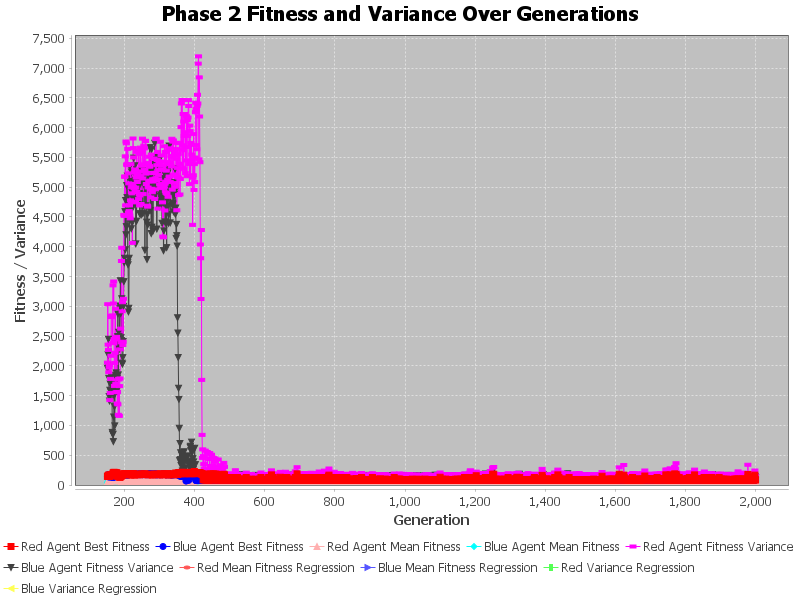 Phase 2 Fitness and Variance Over Generations
7,500
7,000
6,500
6,000
5,500
5,000
4,500
4,000
3,500
3,000
2,500
2,000
1,500
1,000
500
0
Fitness / Variance
200 400 600 800 1,000 1,200 1,400 1,600 1,800 2,000
Generation
Red Agent Best Fitness Blue Agent Best Fitness Red Agent Mean Fitness Blue Agent Mean Fitness Red Agent Fitness Variance
Blue Agent Fitness Variance Red Mean Fitness Regression Blue Mean Fitness Regression Red Variance Regression
Blue Variance Regression